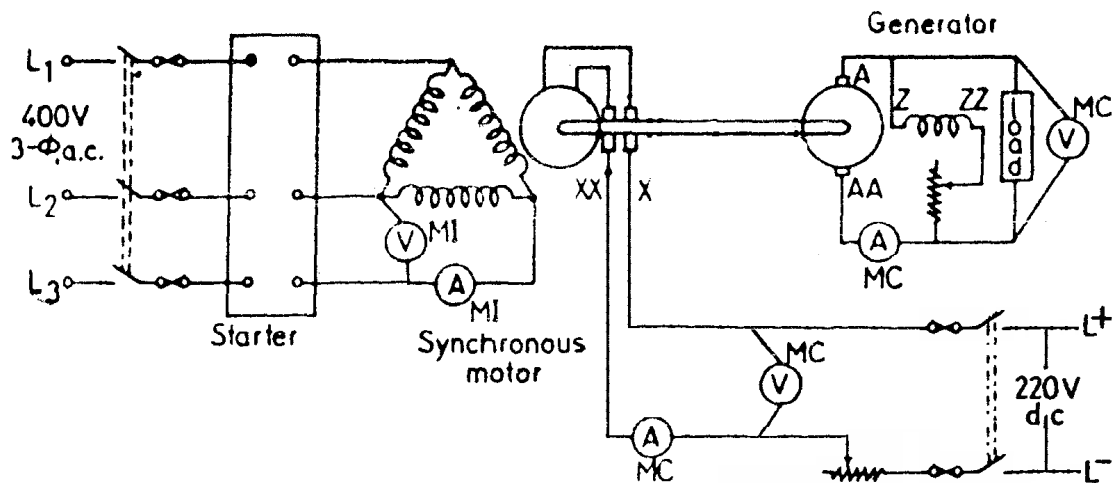 Generator
L1
400V
3-Φ,a.c.
L2
L3
Starter
V
MI
A
MI
Synchronous
motor
XX
X
A
AA
Z
ZZ
load
V
MC
A
MC
V
MC
A
MC
L+
220V
d.c
L-